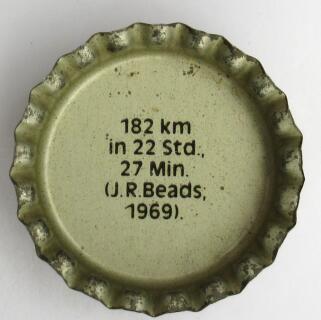 182 km
in 22 Std.,
27 Min.
(J.R.Beads,
1969).